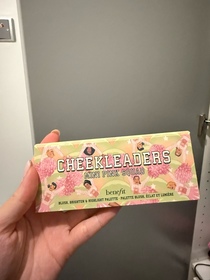 CHEEKLEADERS
MINI PINK SQUAD
benefit
BLUSH, BRONZER & HIGHLIGHT PALETTE · PALETTE BLUSH, ÉCLAT ET LUMIÈRE